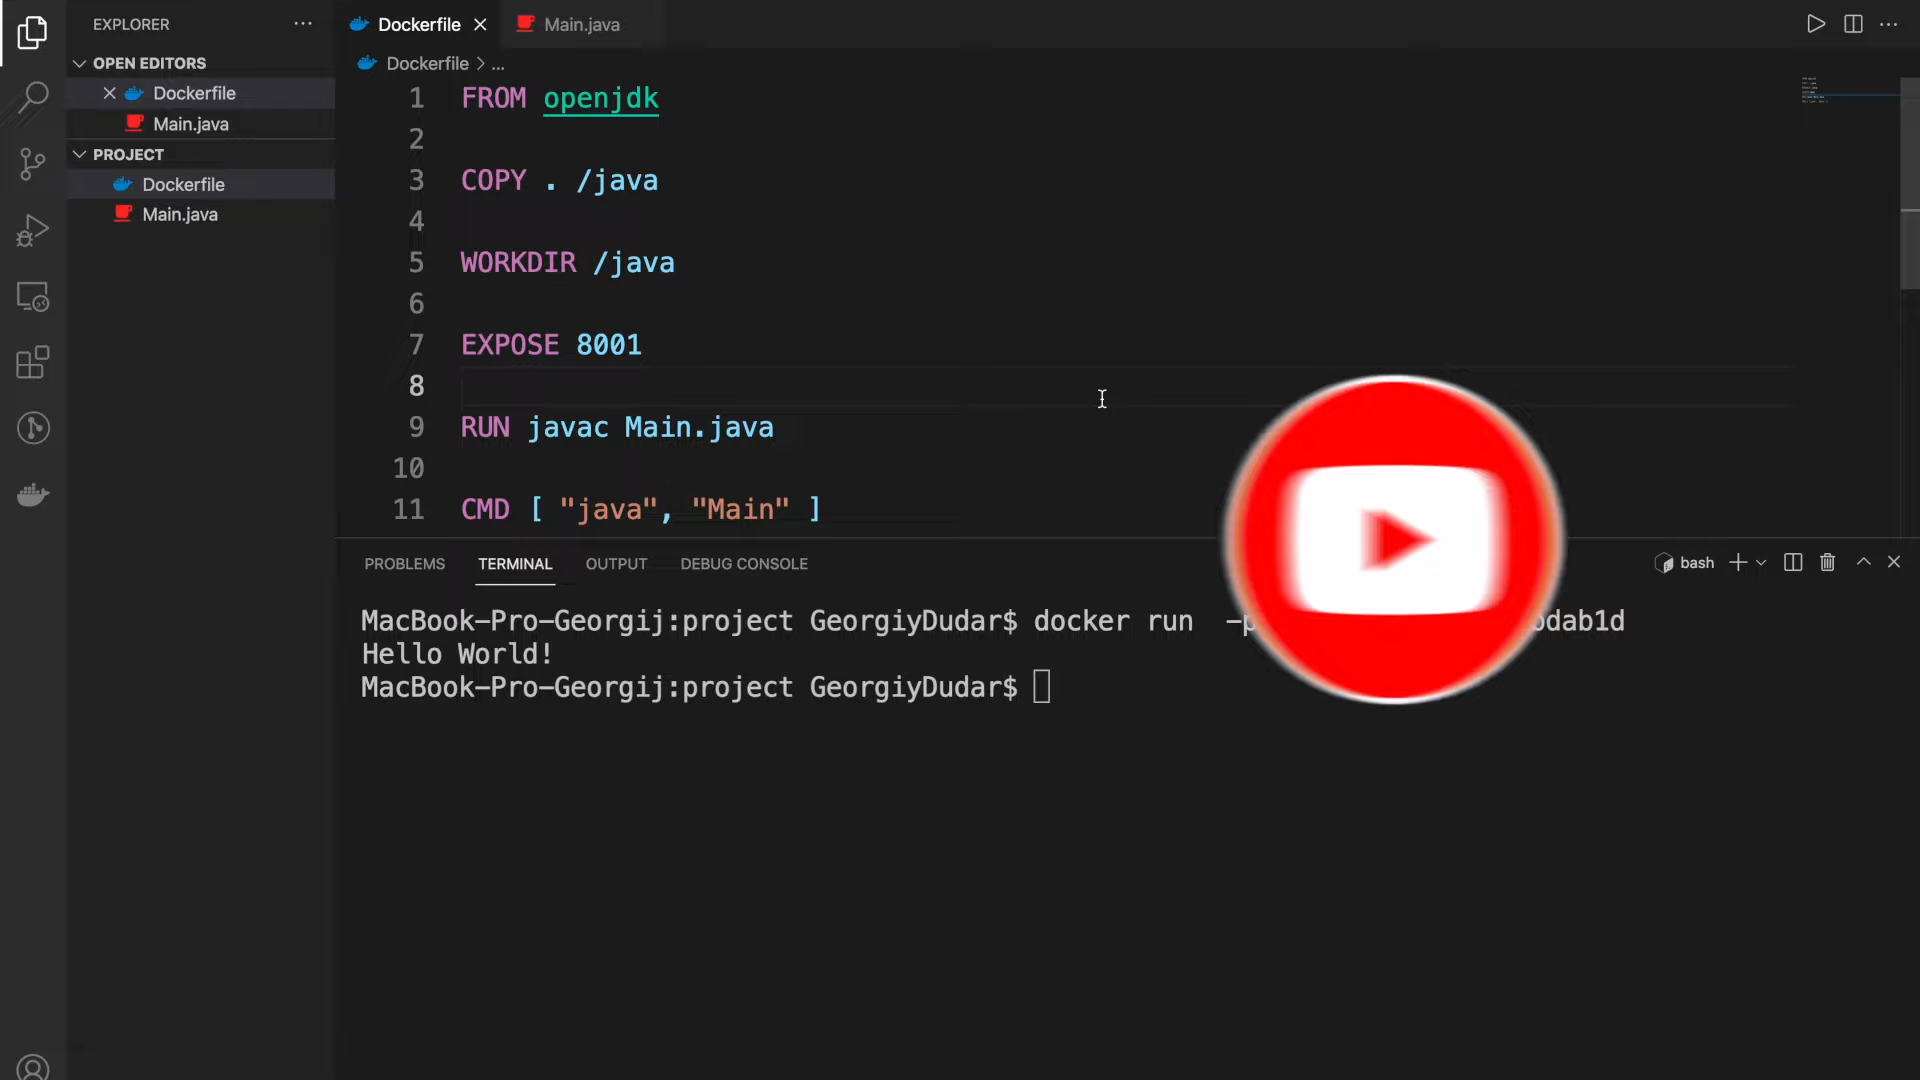 EXPLORER
OPEN EDITORS
Dockerfile
Main.java
PROJECT
Dockerfile
Main.java
Dockerfile
Main.java
Dockerfile > ...
1 FROM openjdk
2
3 COPY . /java
4
5 WORKDIR /java
6
7 EXPOSE 8001
8
9 RUN javac Main.java
10
11 CMD [ "java", "Main" ]
PROBLEMS TERMINAL OUTPUT DEBUG CONSOLE
bash
MacBook-Pro-Georgij:project GeorgiyDudar$ docker run -p dab1d
Hello World!
MacBook-Pro-Georgij:project GeorgiyDudar$